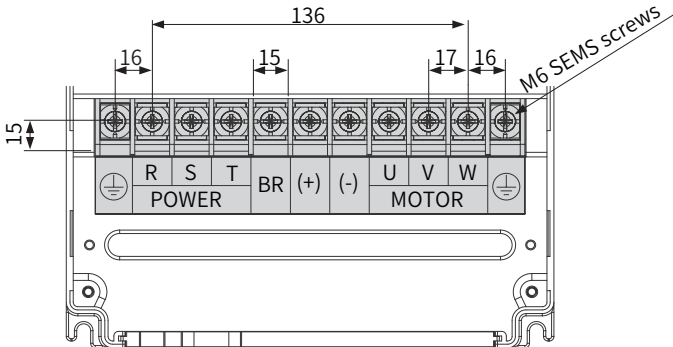 136
16 15 17 16
M6 SEMS screws
15
R S T BR (+) (-) U V W
POWER MOTOR